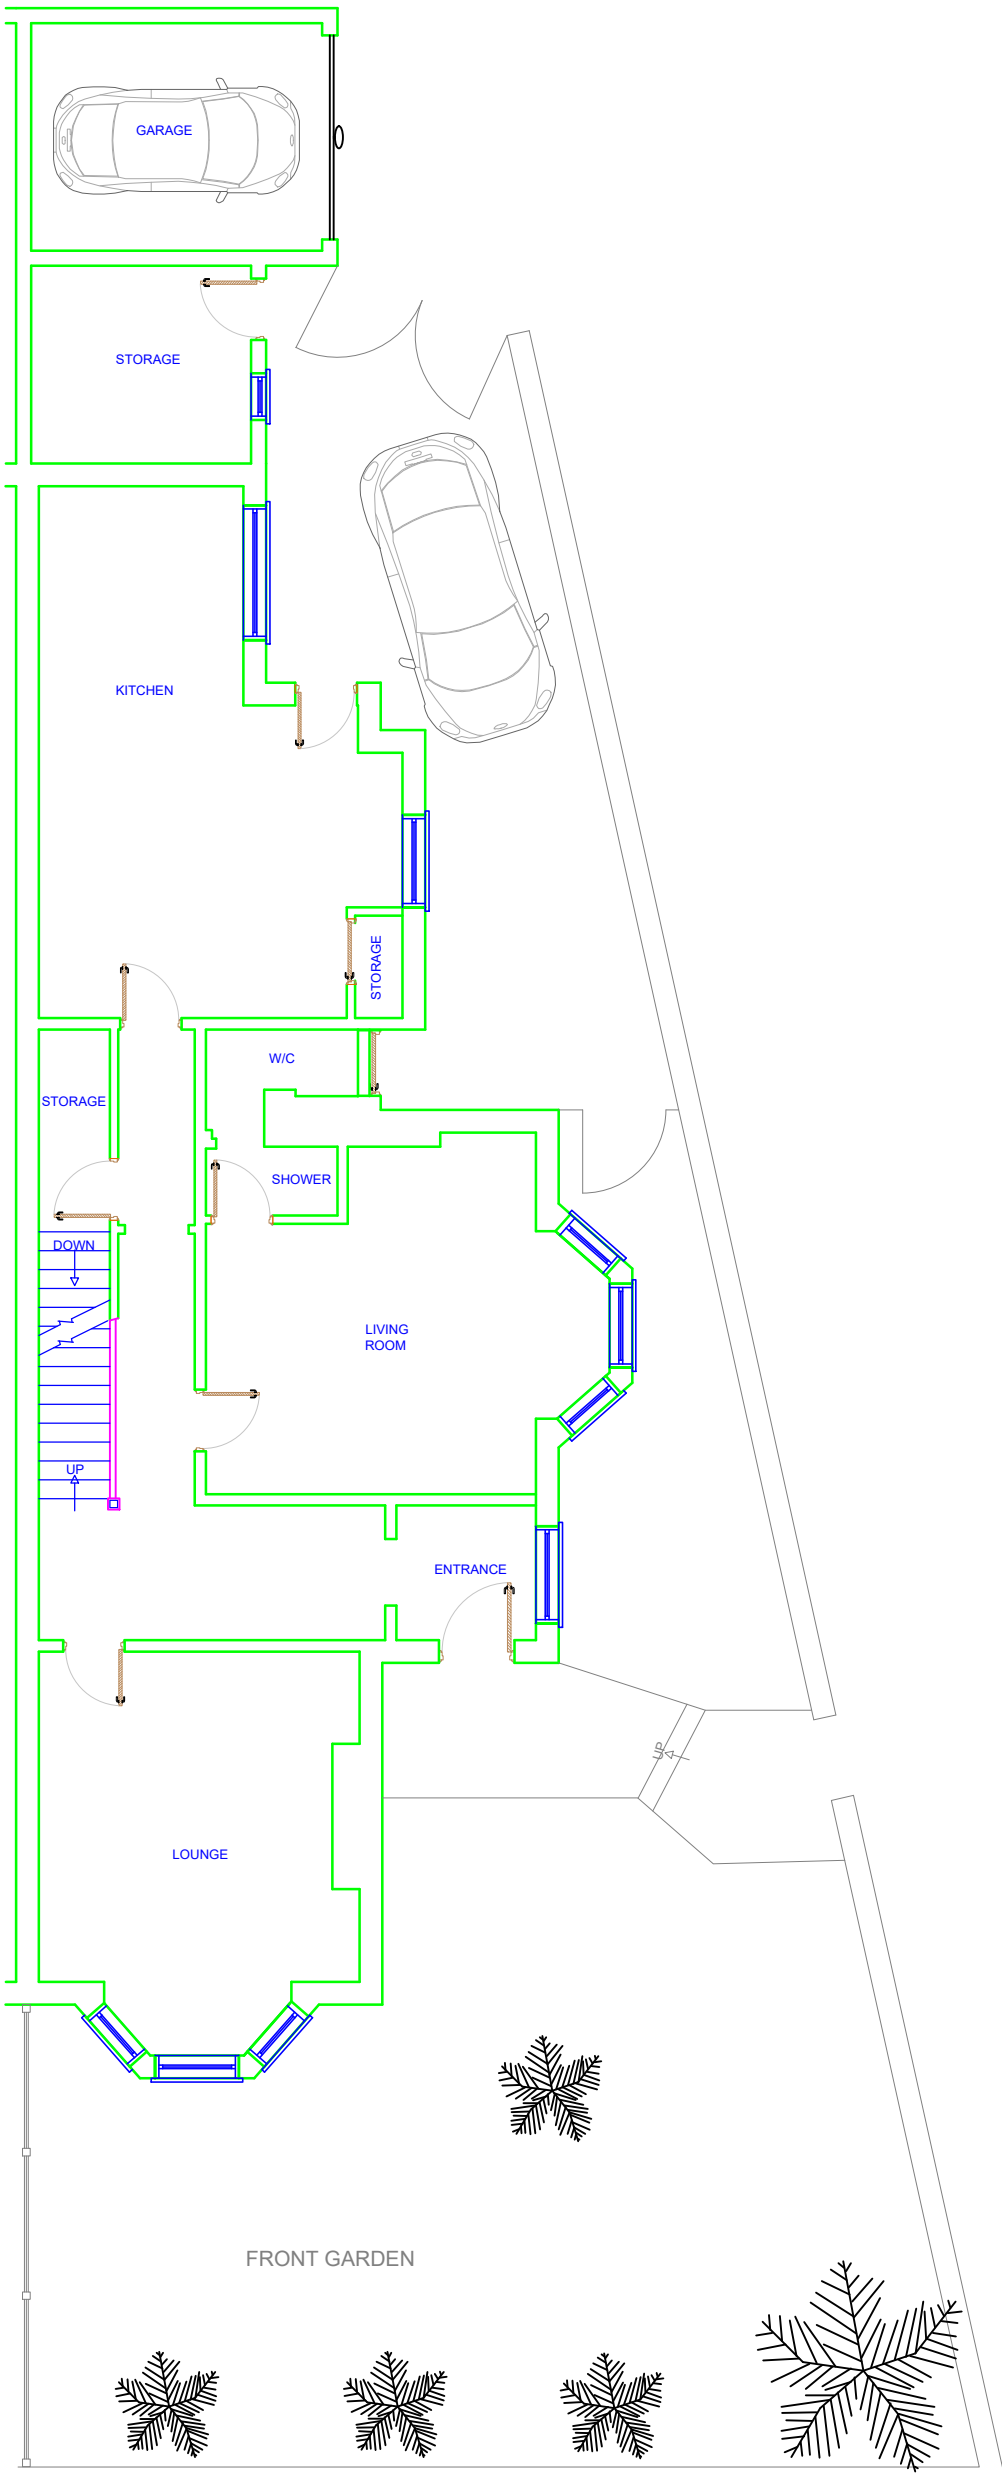 GARAGE
STORAGE
KITCHEN
STORAGE
W/C
STORAGE
SHOWER
DOWN
LIVING
ROOM
UP
ENTRANCE
UP
LOUNGE
FRONT GARDEN